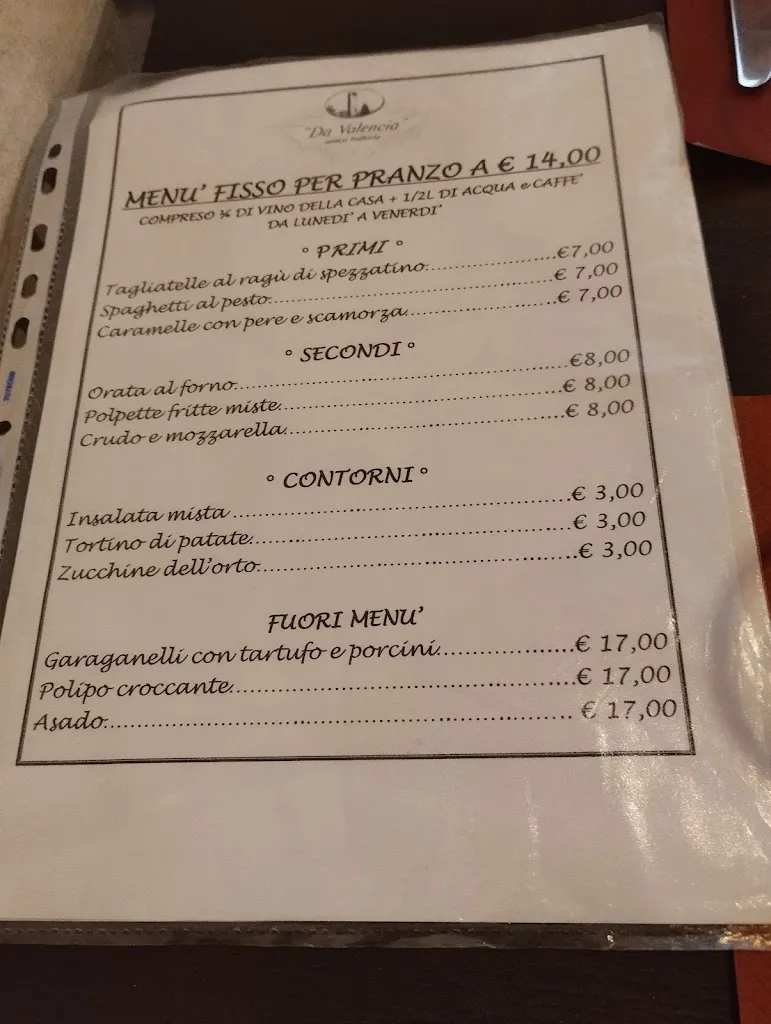 "Da Valencia"
antica trattoria
MENU' FISSO PER PRANZO A € 14,00
COMPRESO ¼ DI VINO DELLA CASA + 1/2L DI ACQUA e CAFFE'
DA LUNEDI' A VENERDI'
° PRIMI °
Tagliatelle al ragù di spezzatino.....€7,00
Spaghetti al pesto.....€ 7,00
Caramelle con pere e scamorza.....€ 7,00
° SECONDI °
Orata al forno.....€8,00
Polpette fritte miste.....€ 8,00
Crudo e mozzarella.....€ 8,00
° CONTORNI °
Insalata mista.....€ 3,00
Tortino di patate.....€ 3,00
Zucchine dell'orto.....€ 3,00
FUORI MENU'
Garaganelli con tartufo e porcini.....€ 17,00
Polipo croccante.....€ 17,00
Asado.....€ 17,00